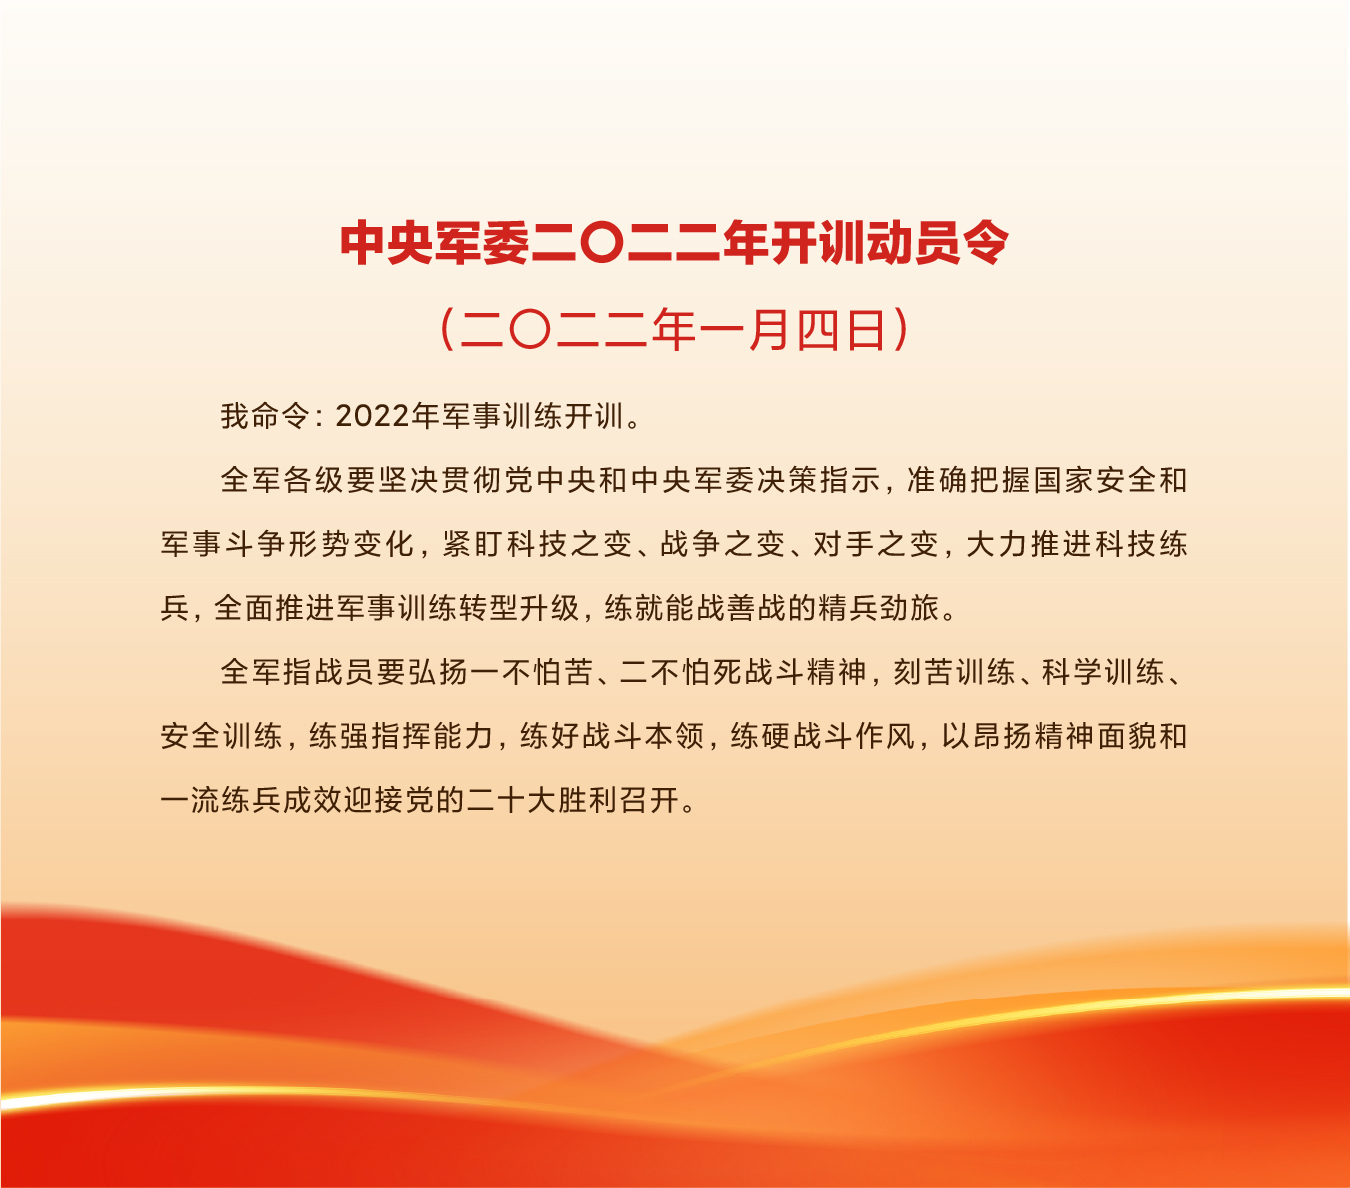 中央军委二〇二二年开训动员令
（二〇二二年一月四日）
我命令：2022年军事训练开训。
全军各级要坚决贯彻党中央和中央军委决策指示，准确把握国家安全和
军事斗争形势变化，紧盯科技之变、战争之变、对手之变，大力推进科技练
兵，全面推进军事训练转型升级，练就能战善战的精兵劲旅。
全军指战员要弘扬一不怕苦、二不怕死战斗精神，刻苦训练、科学训练、
安全训练，练强指挥能力，练好战斗本领，练硬战斗作风，以昂扬精神面貌和
一流练兵成效迎接党的二十大胜利召开。